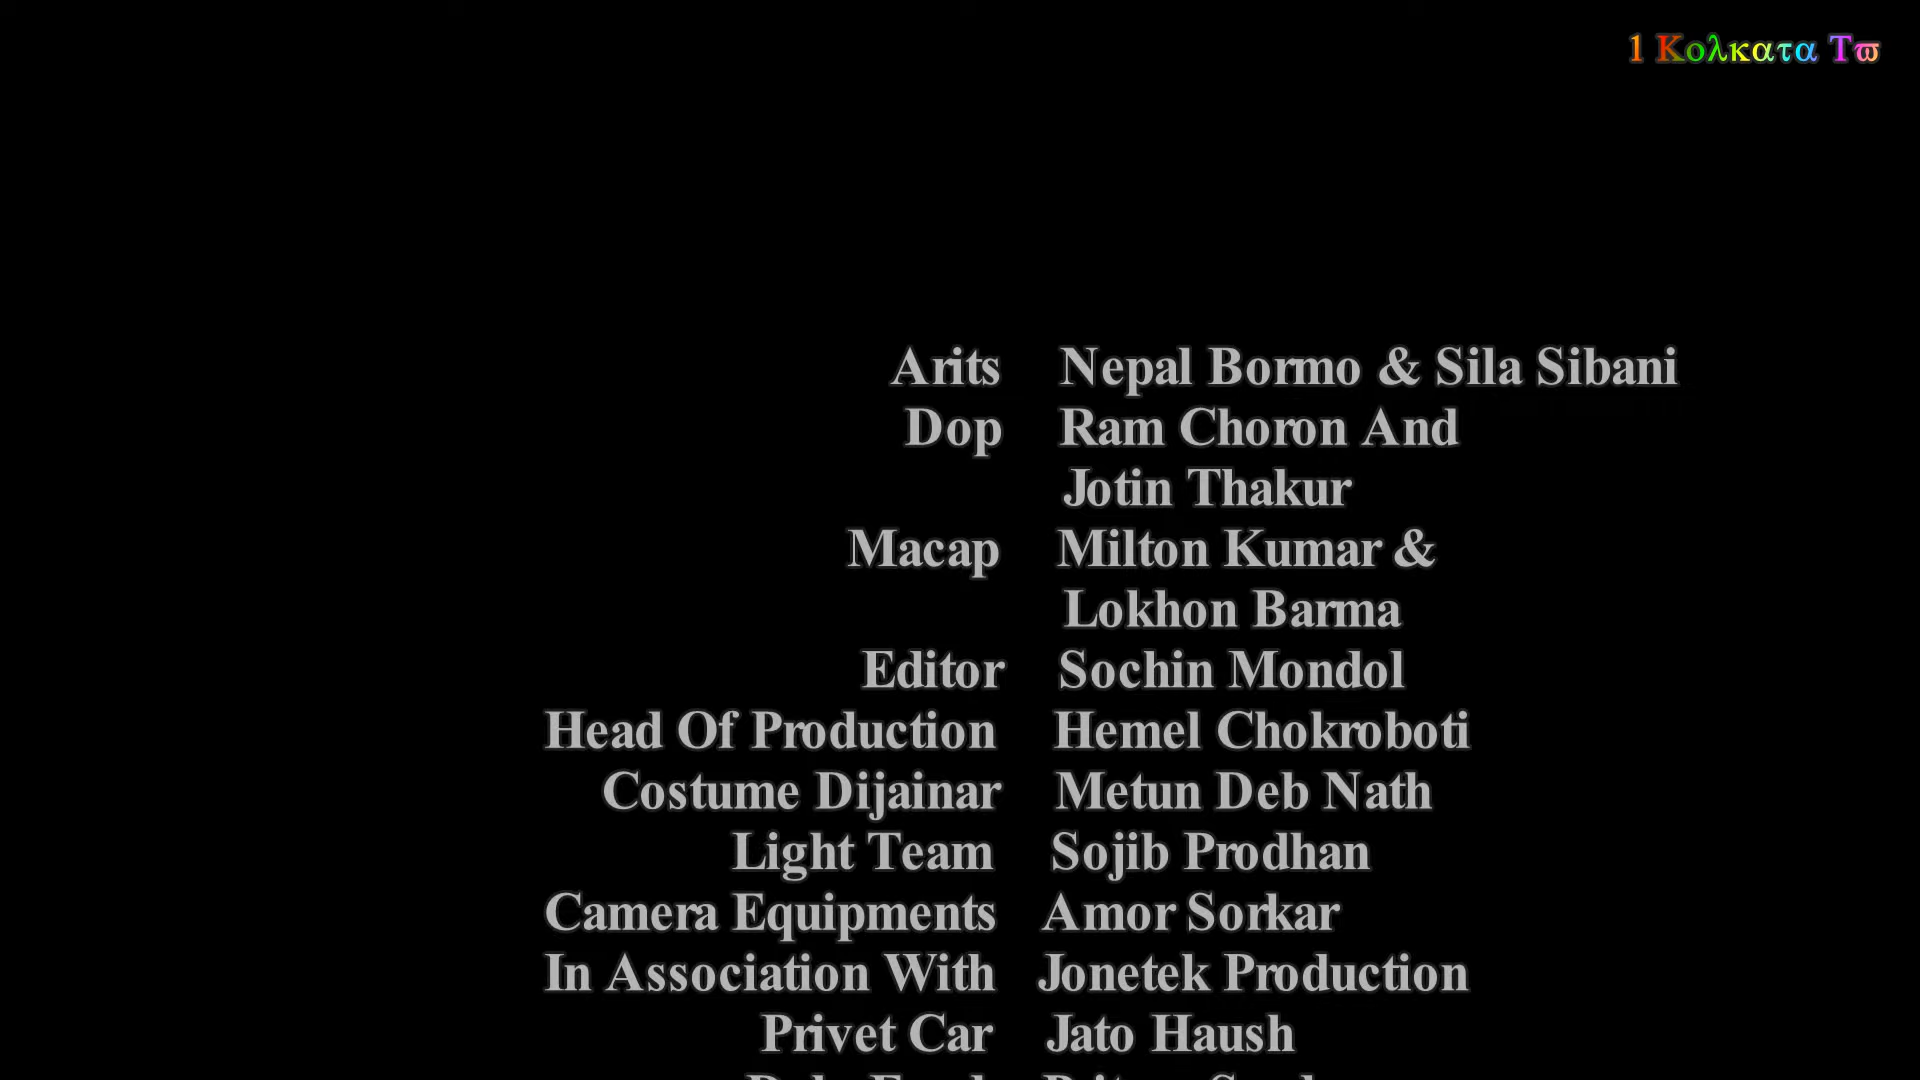 1 Κολκατα Τϖ
Arits Nepal Bormo & Sila Sibani
Dop Ram Choron And
Jotin Thakur
Macap Milton Kumar &
Lokhon Barma
Editor Sochin Mondol
Head Of Production Hemel Chokroboti
Costume Dijainar Metun Deb Nath
Light Team Sojib Prodhan
Camera Equipments Amor Sorkar
In Association With Jonetek Production
Privet Car Jato Haush